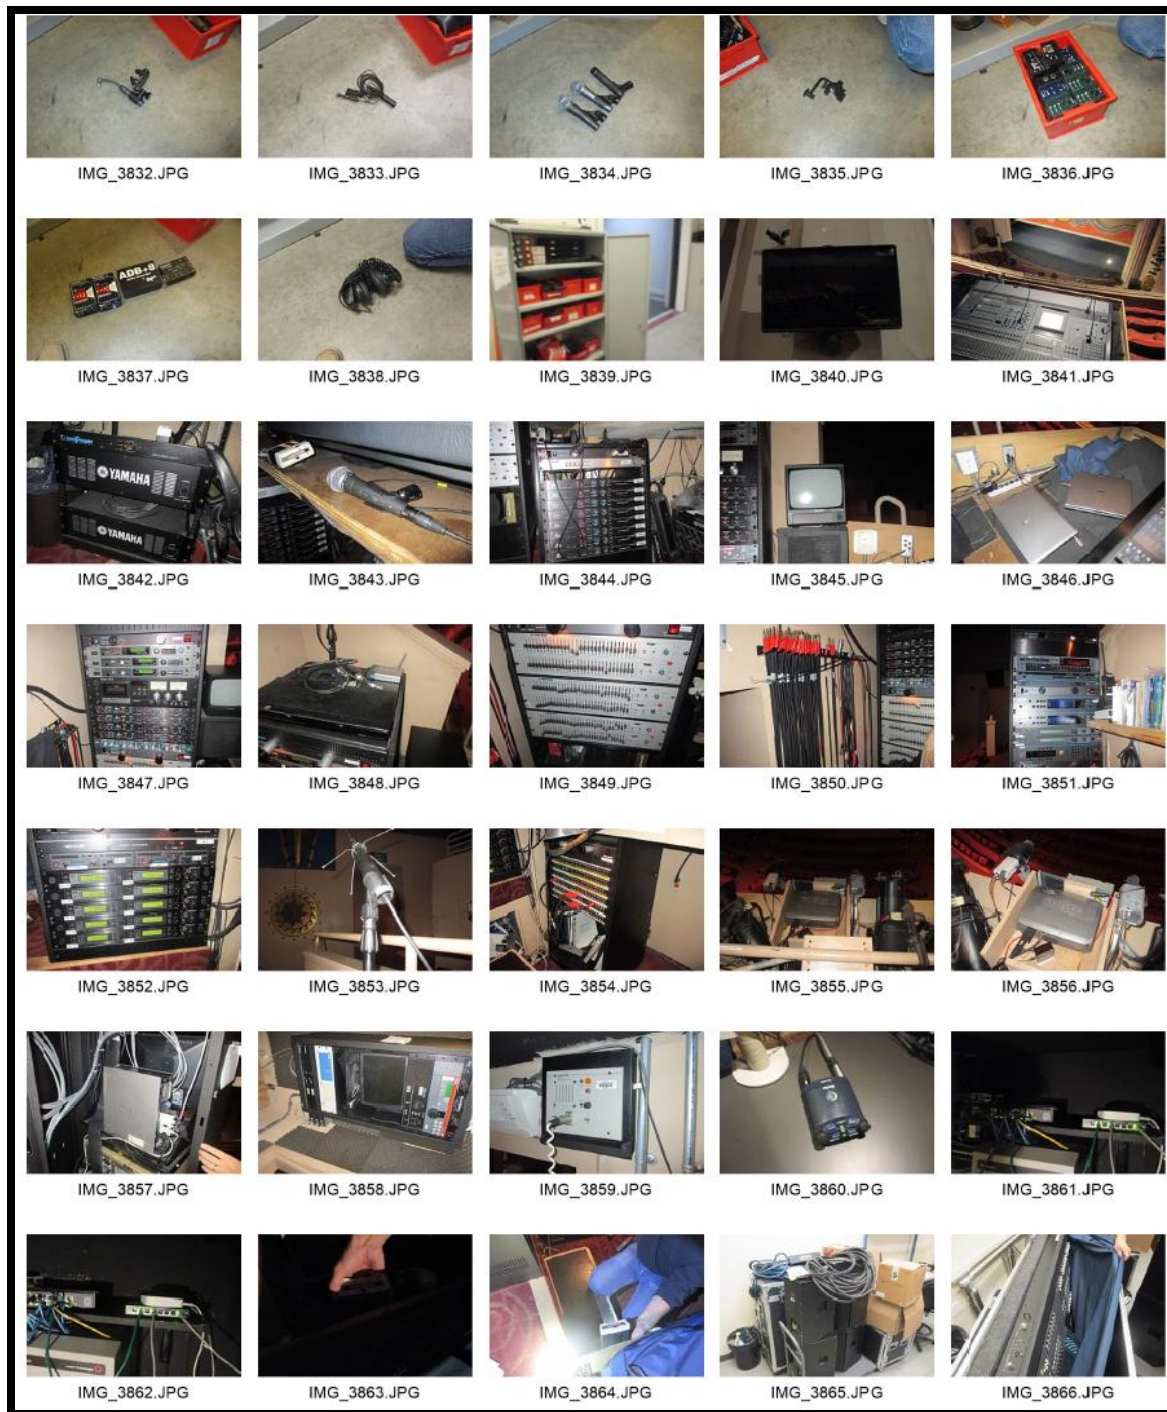 IMG_3832.JPG IMG_3833.JPG IMG_3834.JPG IMG_3835.JPG IMG_3836.JPG
ADB+8
IMG_3837.JPG IMG_3838.JPG IMG_3839.JPG IMG_3840.JPG IMG_3841.JPG
YAMAHA
YAMAHA
IMG_3842.JPG IMG_3843.JPG IMG_3844.JPG IMG_3845.JPG IMG_3846.JPG
IMG_3847.JPG IMG_3848.JPG IMG_3849.JPG IMG_3850.JPG IMG_3851.JPG
IMG_3852.JPG IMG_3853.JPG IMG_3854.JPG IMG_3855.JPG IMG_3856.JPG
IMG_3857.JPG IMG_3858.JPG IMG_3859.JPG IMG_3860.JPG IMG_3861.JPG
IMG_3862.JPG IMG_3863.JPG IMG_3864.JPG IMG_3865.JPG IMG_3866.JPG